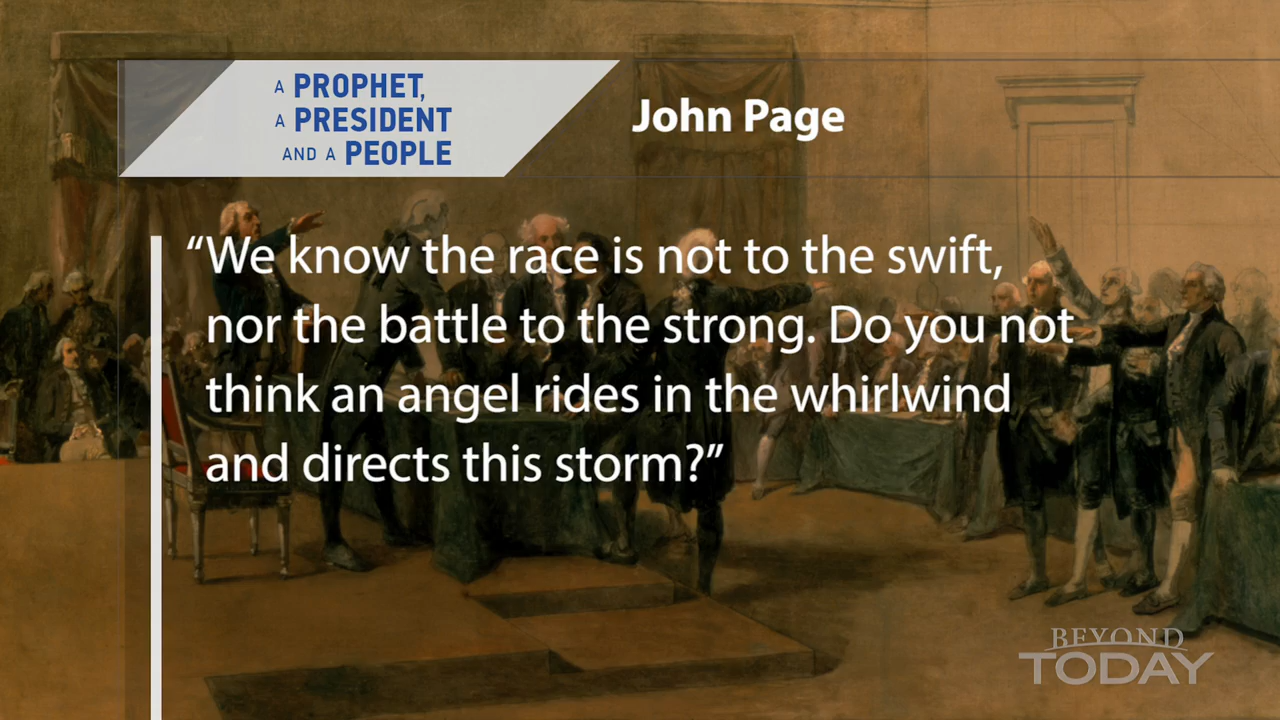 A PROPHET,
A PRESIDENT
AND A PEOPLE
John Page
“We know the race is not to the swift,
nor the battle to the strong. Do you not
think an angel rides in the whirlwind
and directs this storm?”
BEYOND
TODAY